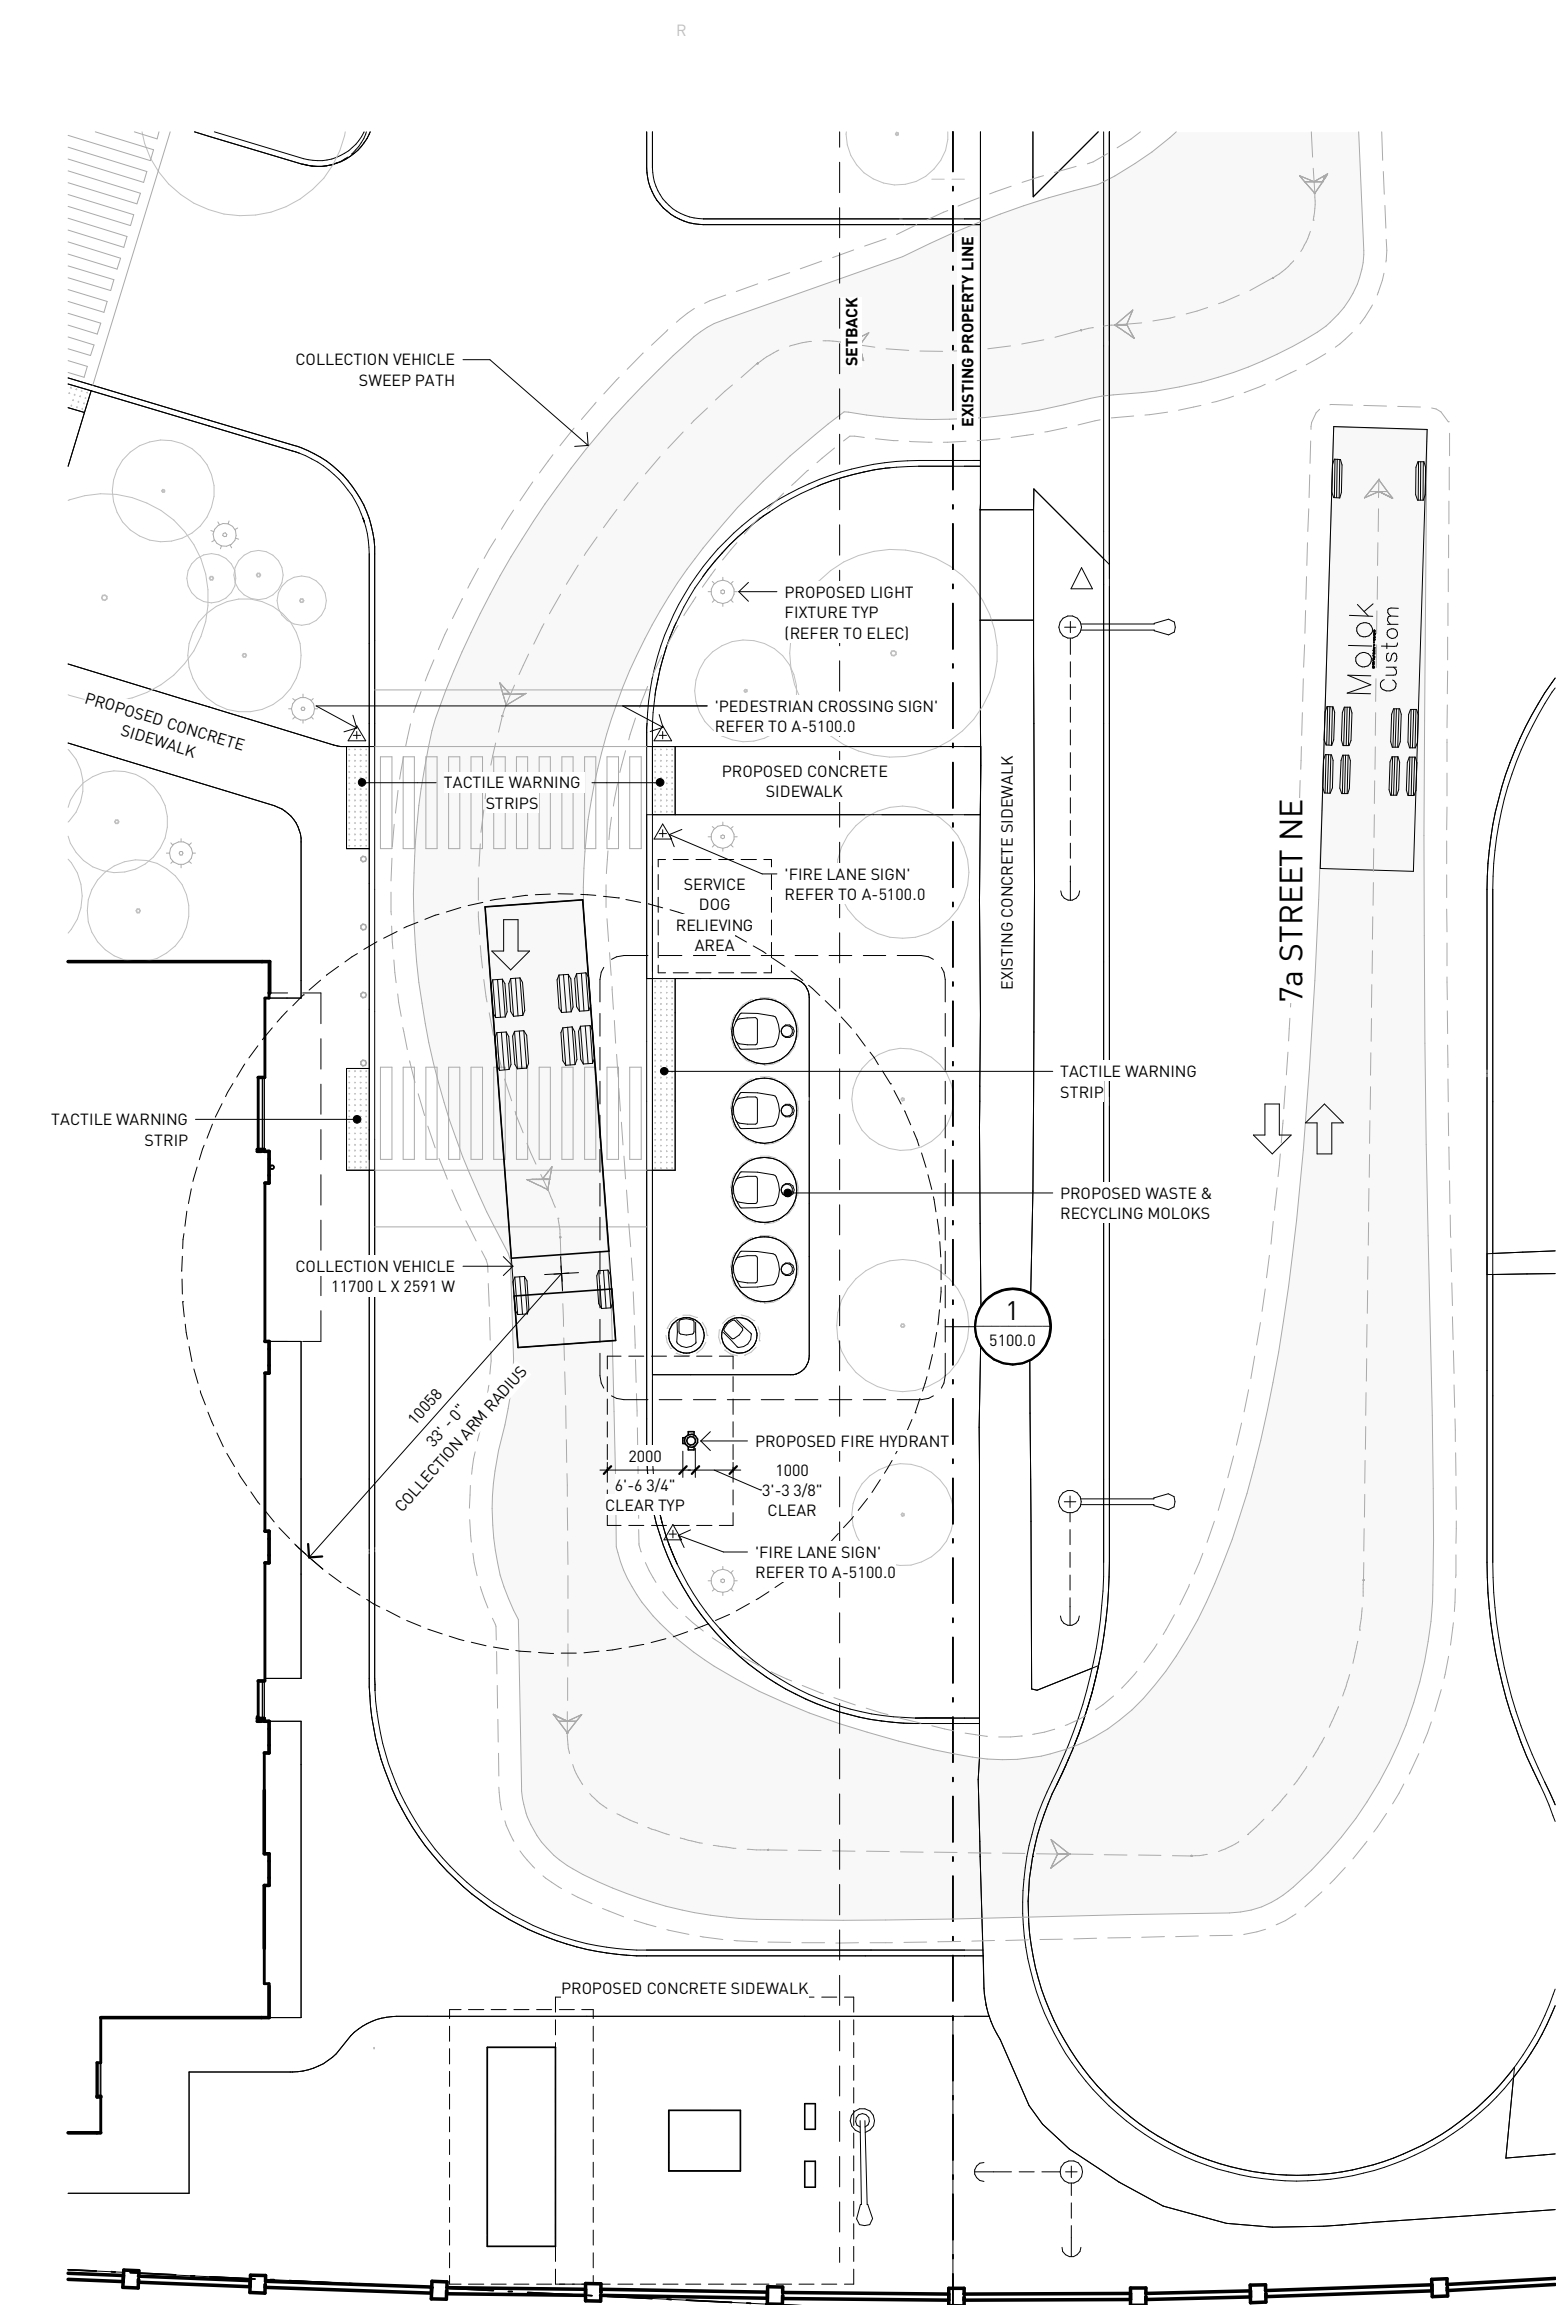 R
SETBACK
EXISTING PROPERTY LINE
COLLECTION VEHICLE
SWEEP PATH
PROPOSED LIGHT
FIXTURE TYP
(REFER TO ELEC)
Molok
Custom
PROPOSED CONCRETE
SIDEWALK
'PEDESTRIAN CROSSING SIGN'
REFER TO A-5100.0
TACTILE WARNING
STRIPS
PROPOSED CONCRETE
SIDEWALK
EXISTING CONCRETE SIDEWALK
7a STREET NE
'FIRE LANE SIGN'
REFER TO A-5100.0
SERVICE
DOG
RELIEVING
AREA
TACTILE WARNING
STRIP
TACTILE WARNING
STRIP
PROPOSED WASTE &
RECYCLING MOLOKS
COLLECTION VEHICLE
11700 L X 2591 W
1
5100.0
10058
33' - 0"
COLLECTION ARM RADIUS
PROPOSED FIRE HYDRANT
2000
6'-6 3/4"
CLEAR TYP
1000
3'-3 3/8"
CLEAR
'FIRE LANE SIGN'
REFER TO A-5100.0
PROPOSED CONCRETE SIDEWALK